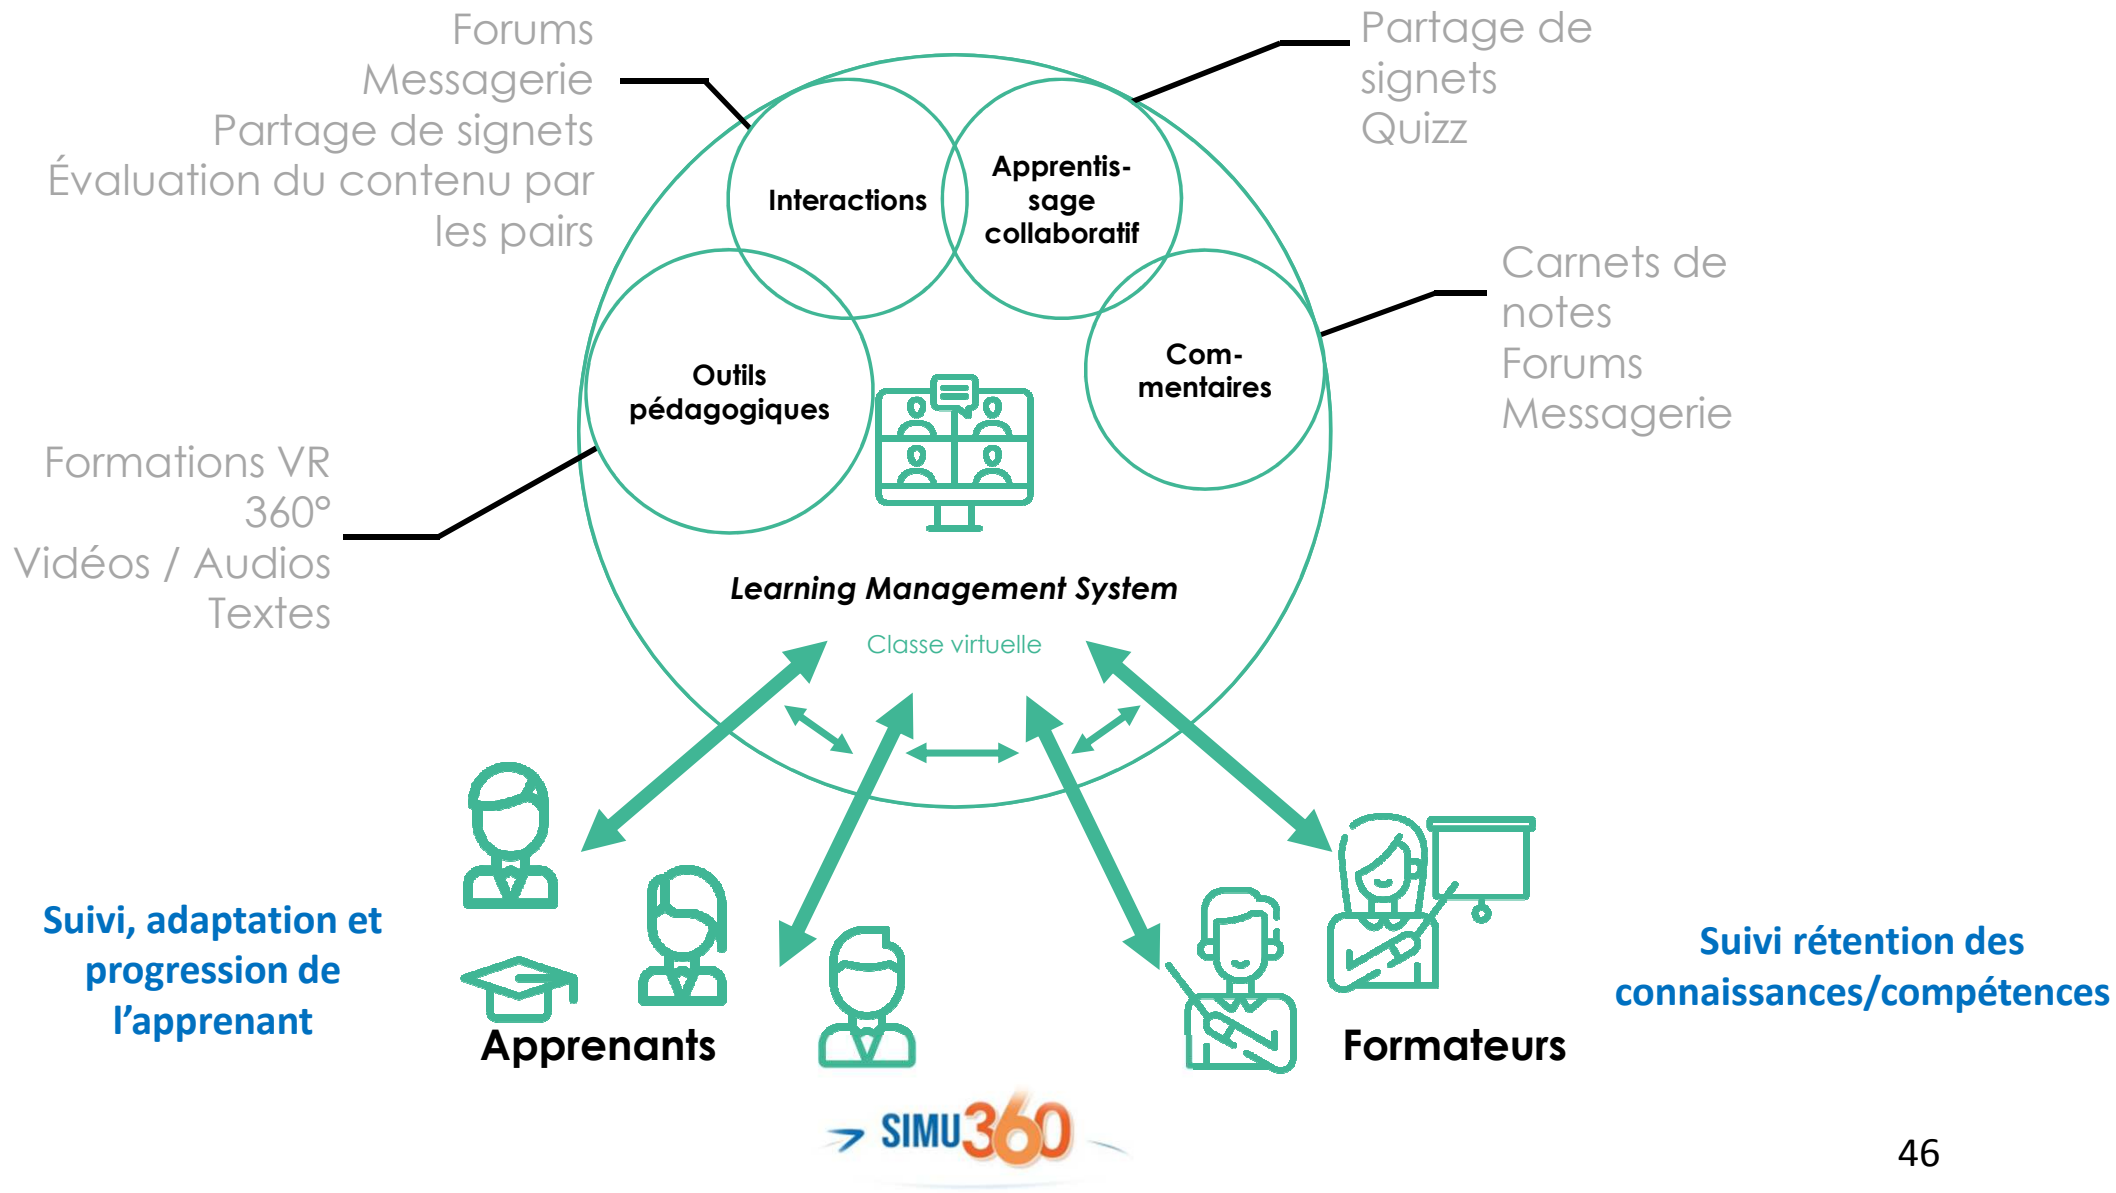 Forums
Messagerie
Partage de signets
Évaluation du contenu par
les pairs
Partage de
signets
Quizz
Interactions
Apprentis-
sage
collaboratif
Carnets de
notes
Forums
Messagerie
Outils
pédagogiques
Com-
mentaires
Formations VR
360°
Vidéos / Audios
Textes
Learning Management System
Classe virtuelle
Suivi, adaptation et
progression de
l’apprenant
Apprenants
Formateurs
Suivi rétention des
connaissances/compétences
SIMU360
46